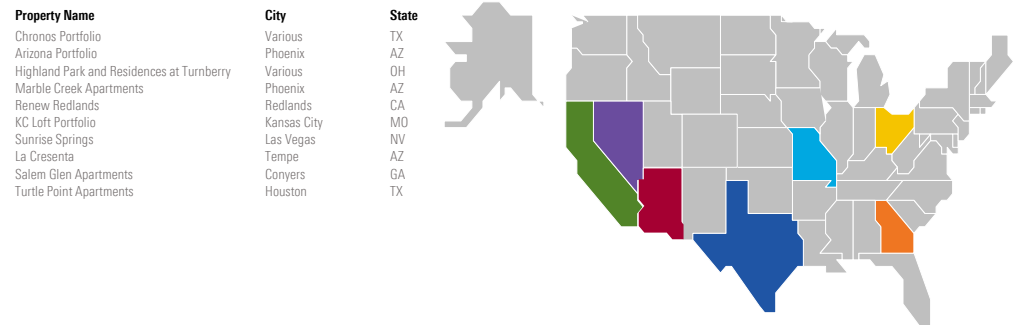 Property Name City State
Chronos Portfolio Various TX
Arizona Portfolio Phoenix AZ
Highland Park and Residences at Turnberry Various OH
Marble Creek Apartments Phoenix AZ
Renew Redlands Redlands CA
KC Loft Portfolio Kansas City MO
Sunrise Springs Las Vegas NV
La Cresenta Tempe AZ
Salem Glen Apartments Conyers GA
Turtle Point Apartments Houston TX